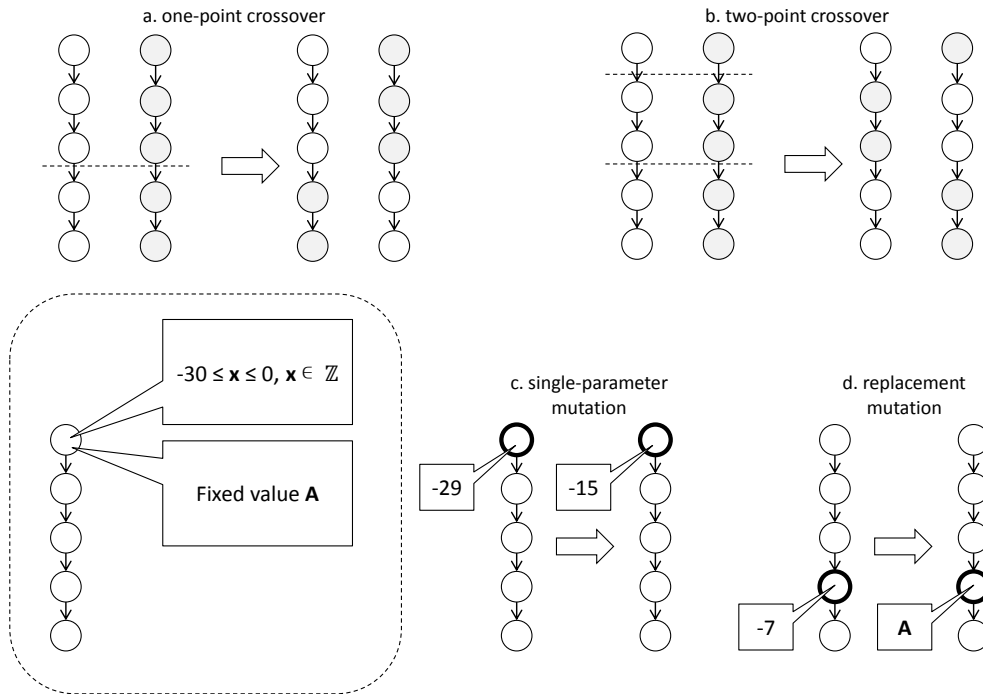 a. one-point crossover
b. two-point crossover
-30 ≤ x ≤ 0, x ∈ ℤ
Fixed value A
c. single-parameter
mutation
-29
-15
d. replacement
mutation
-7
A